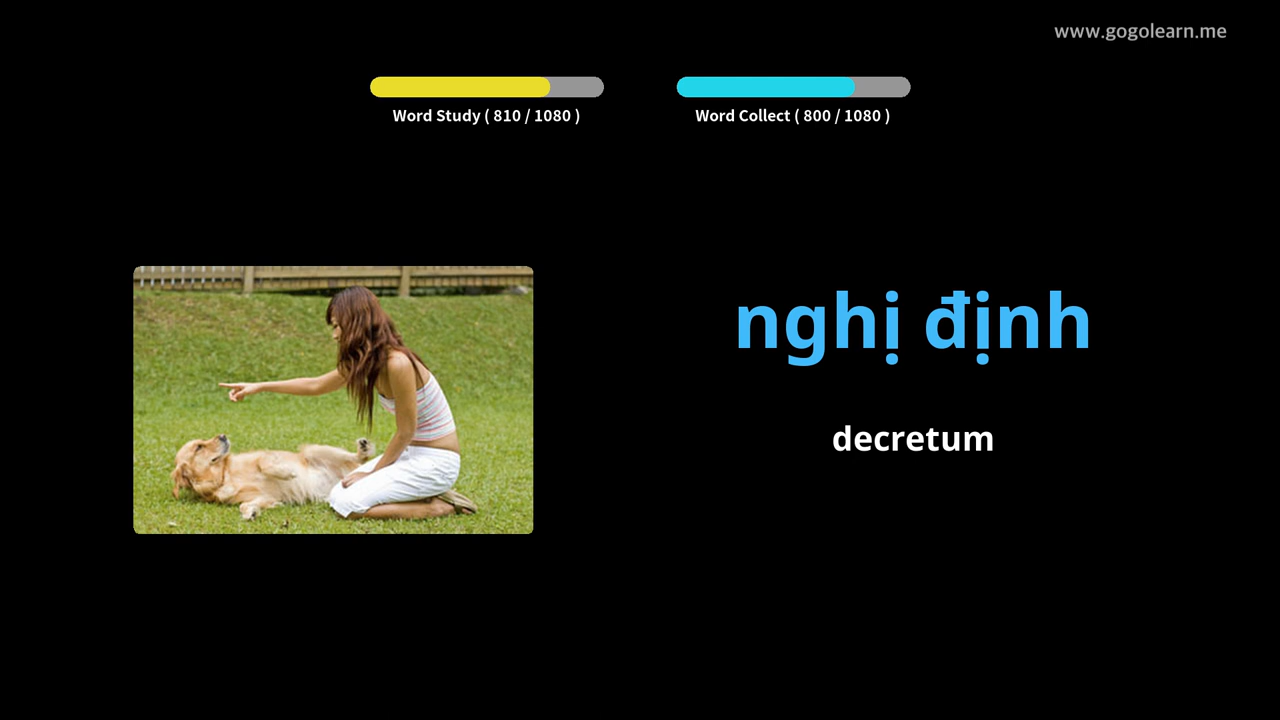 www.gogolearn.me
Word Study ( 810 / 1080 )
Word Collect ( 800 / 1080 )
nghị định
decretum